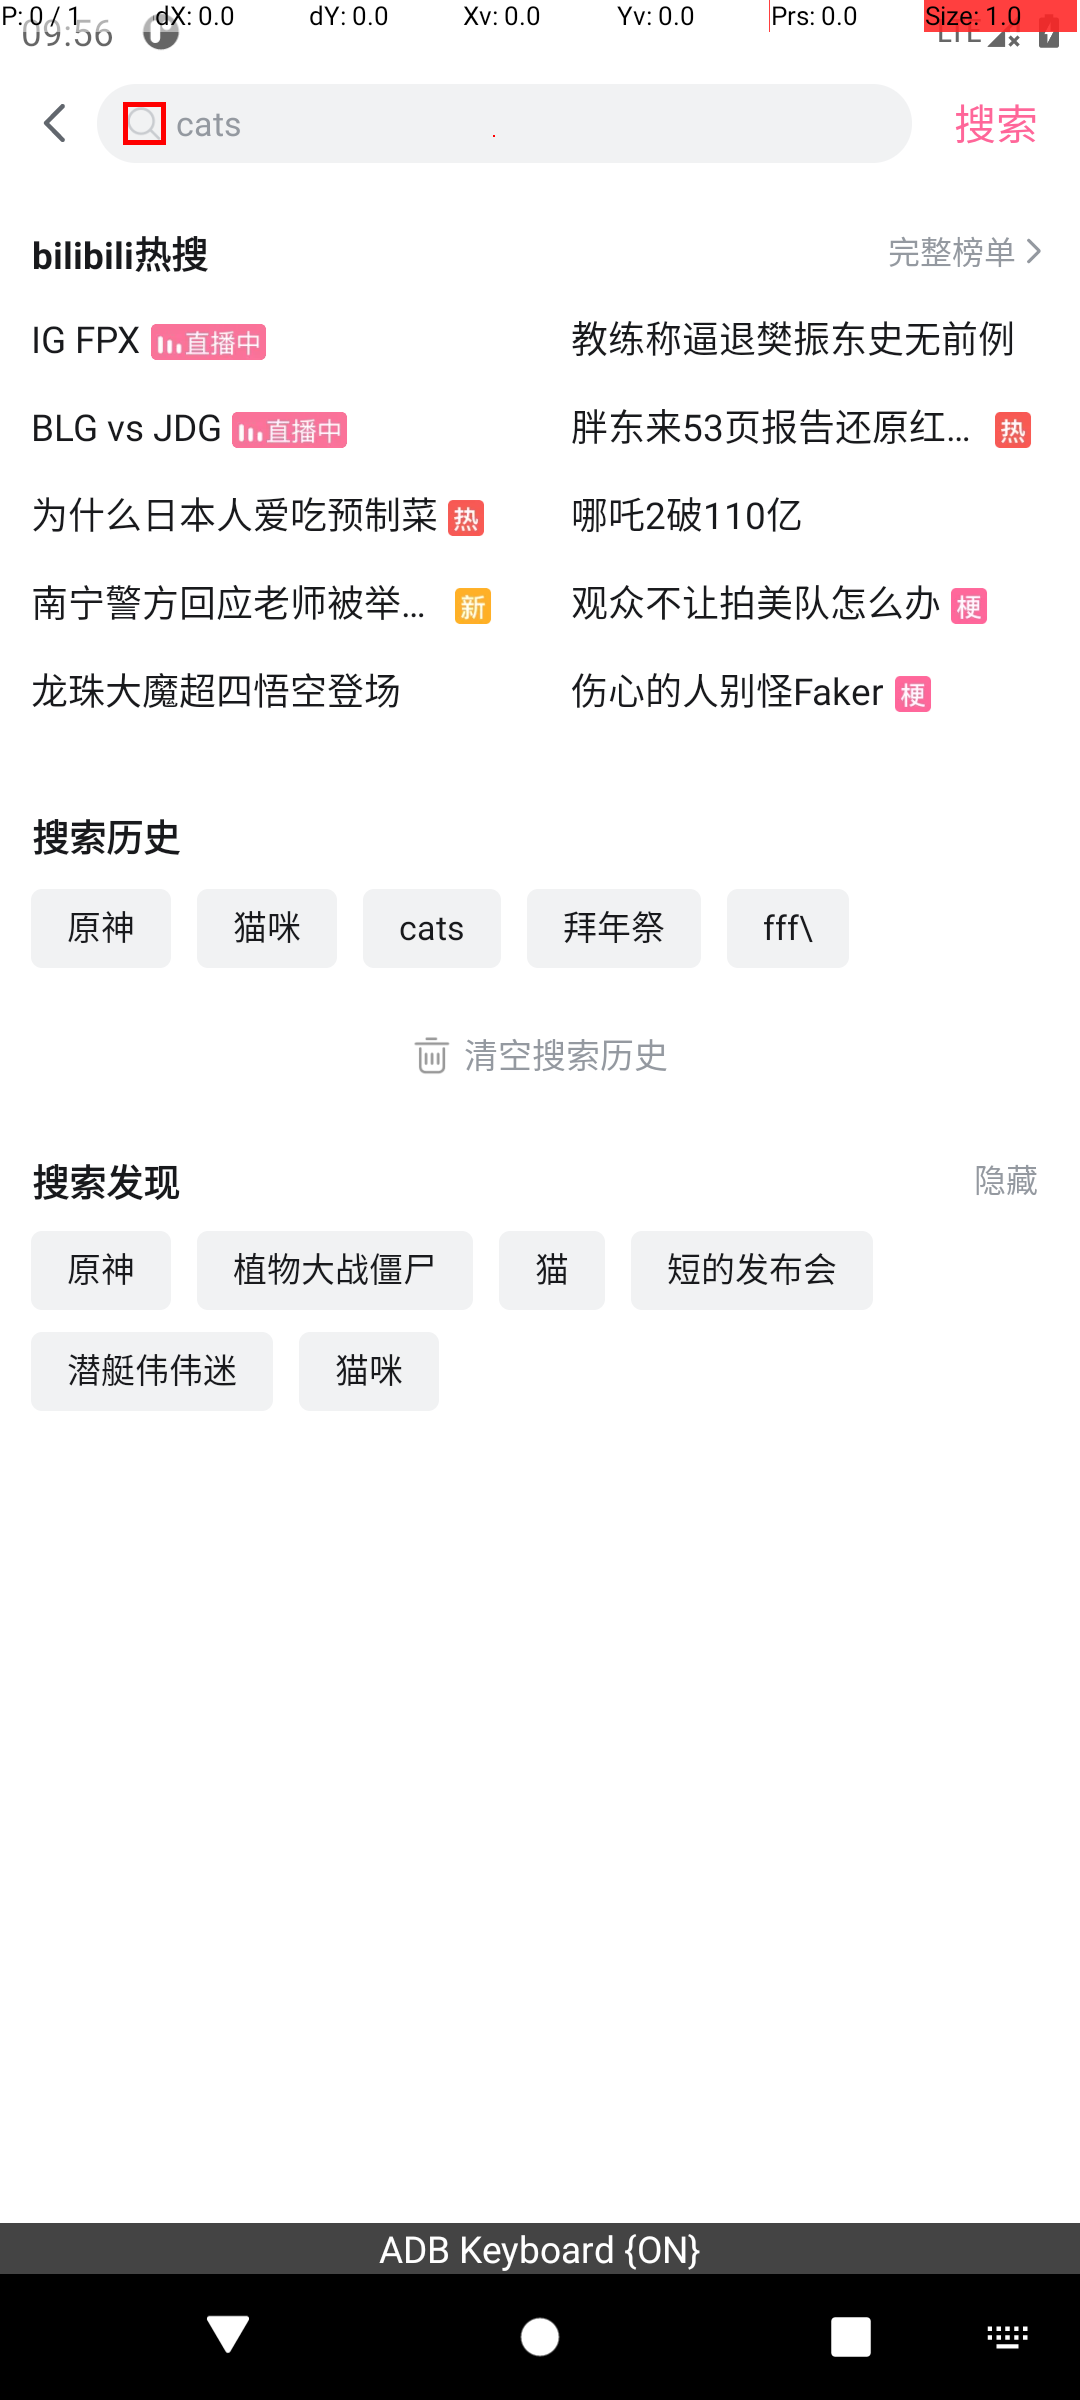 P: 0 / 1 dX: 0.0 dY: 0.0 Xv: 0.0 Yv: 0.0 Prs: 0.0 Size: 1.0
09:56 LTE
cats 搜索
bilibili热搜 完整榜单
IG FPX 直播中 教练称逼退樊振东史无前例
BLG vs JDG 直播中 胖东来53页报告还原红... 热
为什么日本人爱吃预制菜 热 哪吒2破110亿
南宁警方回应老师被举... 新 观众不让拍美队怎么办 梗
龙珠大魔超四悟空登场 伤心的人别怪Faker 梗
搜索历史
原神 猫咪 cats 拜年祭 fff\
清空搜索历史
搜索发现 隐藏
原神 植物大战僵尸 猫 短的发布会
潜艇伟伟迷 猫咪
ADB Keyboard {ON}